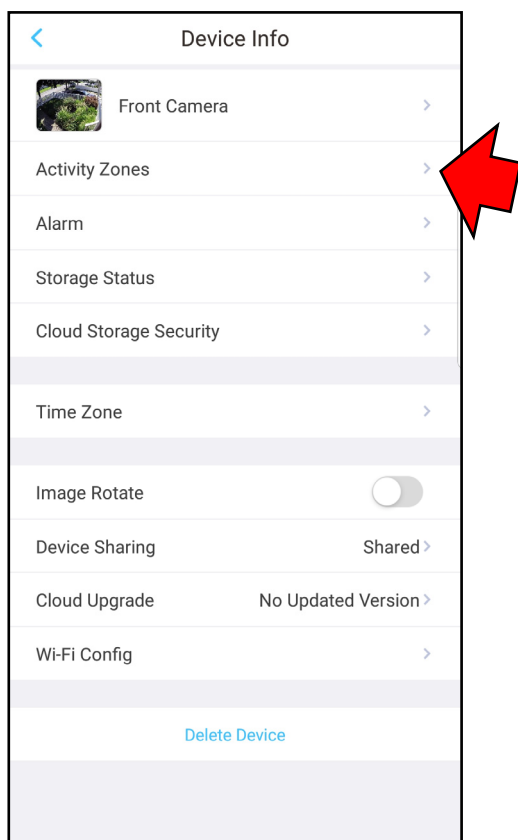 Device Info
Front Camera
Activity Zones
Alarm
Storage Status
Cloud Storage Security
Time Zone
Image Rotate
Device Sharing Shared
Cloud Upgrade No Updated Version
Wi-Fi Config
Delete Device